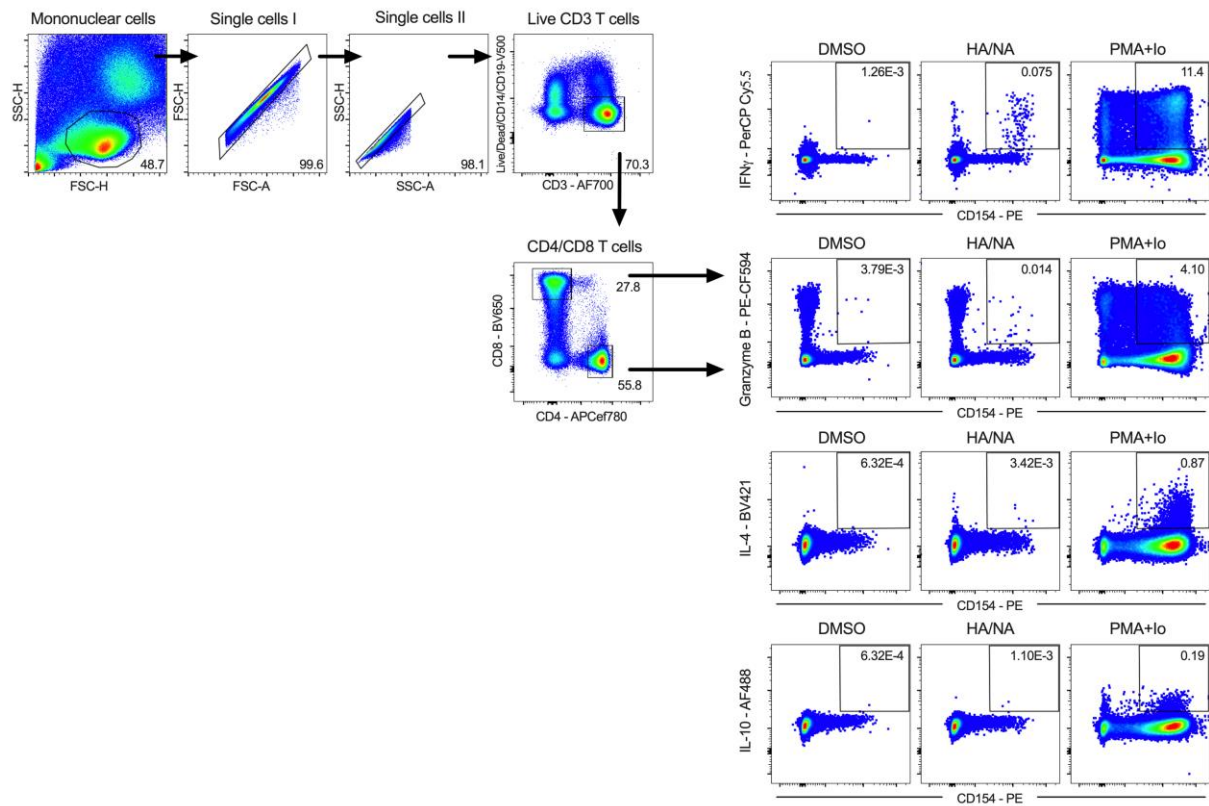 Mononuclear cells
Single cells I
Single cells II
Live CD3 T cells
SSC-H
48.7
FSC-H
FSC-H
99.6
FSC-A
SSC-H
98.1
SSC-A
Live/Dead/CD14/CD19-V500
70.3
CD3 - AF700
CD4/CD8 T cells
CD8 - BV650
27.8
55.8
CD4 - APCef780
DMSO
HA/NA
PMA+Io
IFNγ - PerCP Cy5.5
1.26E-3
0.075
11.4
CD154 - PE
DMSO
HA/NA
PMA+Io
Granzyme B - PE-CF594
3.79E-3
0.014
4.10
CD154 - PE
DMSO
HA/NA
PMA+Io
IL-4 - BV421
6.32E-4
3.42E-3
0.87
CD154 - PE
DMSO
HA/NA
PMA+Io
IL-10 - AF488
6.32E-4
1.10E-3
0.19
CD154 - PE